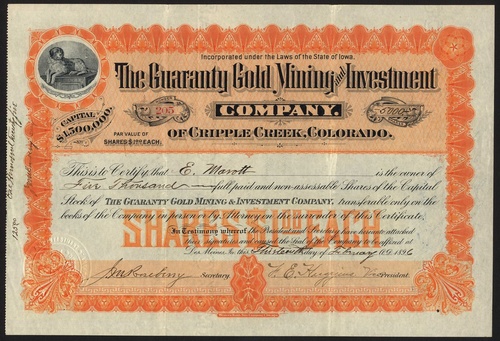 Incorporated under the Laws of the State of Iowa.
The Guaranty Gold Mining and Investment
COMPANY.
OF CRIPPLE CREEK, COLORADO.
CAPITAL
$1,500,000.
PAR VALUE OF
SHARES $1.00 EACH.
205
5000
This is to Certify, that E. Marott is the owner of
Five Thousand full paid and non-assessable Shares of the Capital
Stock of THE GUARANTY GOLD MINING & INVESTMENT COMPANY, transferable only on the
books of the Company in person or by Attorney on the surrender of this Certificate.
SHARES
In Testimony whereof the President and Secretary have hereunto attached
their signatures and caused the Seal of the Company to be affixed at
Des Moines, Ia. this Thirteenth day of February 1896
Secretary
Vice President.